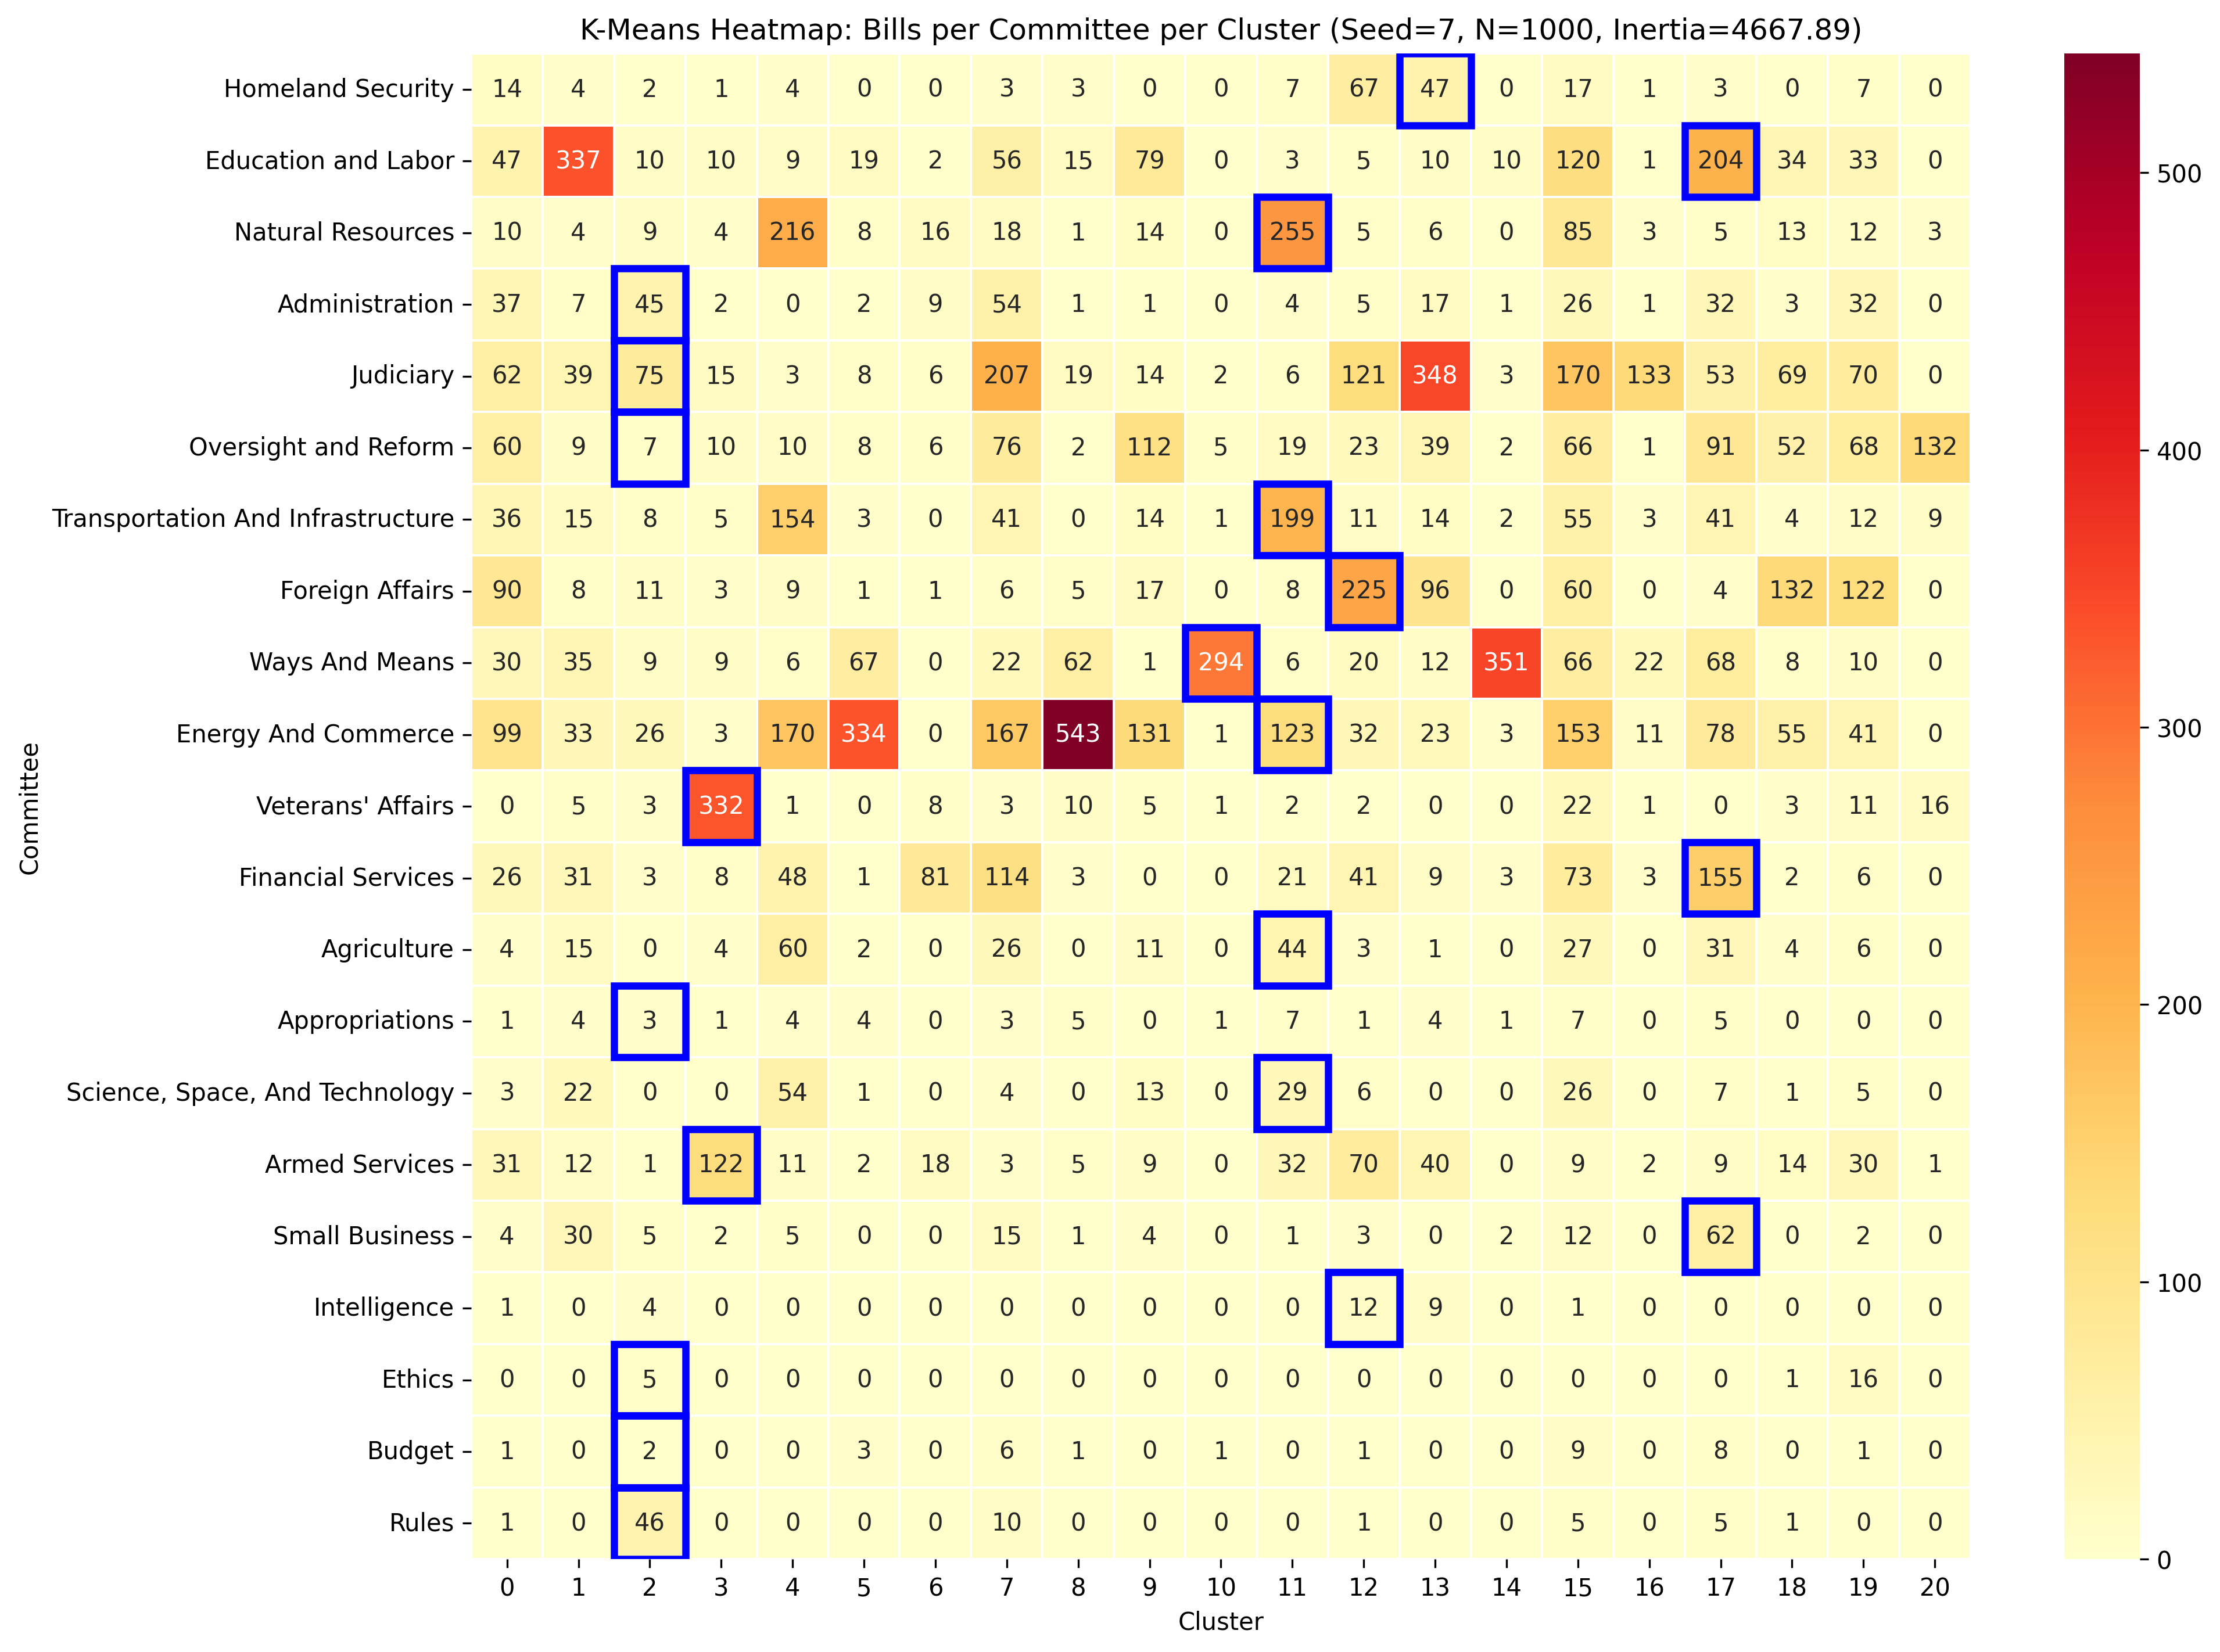 K-Means Heatmap: Bills per Committee per Cluster (Seed=7, N=1000, Inertia=4667.89)
Homeland Security 14 4 2 1 4 0 0 3 3 0 0 7 67 47 0 17 1 3 0 7 0
Education and Labor 47 337 10 10 9 19 2 56 15 79 0 3 5 10 10 120 1 204 34 33 0
Natural Resources 10 4 9 4 216 8 16 18 1 14 0 255 5 6 0 85 3 5 13 12 3
Administration 37 7 45 2 0 2 9 54 1 1 0 4 5 17 1 26 1 32 3 32 0
Judiciary 62 39 75 15 3 8 6 207 19 14 2 6 121 348 3 170 133 53 69 70 0
Oversight and Reform 60 9 7 10 10 8 6 76 2 112 5 19 23 39 2 66 1 91 52 68 132
Transportation And Infrastructure 36 15 8 5 154 3 0 41 0 14 1 199 11 14 2 55 3 41 4 12 9
Foreign Affairs 90 8 11 3 9 1 1 6 5 17 0 8 225 96 0 60 0 4 132 122 0
Ways And Means 30 35 9 9 6 67 0 22 62 1 294 6 20 12 351 66 22 68 8 10 0
Energy And Commerce 99 33 26 3 170 334 0 167 543 131 1 123 32 23 3 153 11 78 55 41 0
Veterans' Affairs 0 5 3 332 1 0 8 3 10 5 1 2 2 0 0 22 1 0 3 11 16
Financial Services 26 31 3 8 48 1 81 114 3 0 0 21 41 9 3 73 3 155 2 6 0
Agriculture 4 15 0 4 60 2 0 26 0 11 0 44 3 1 0 27 0 31 4 6 0
Appropriations 1 4 3 1 4 4 0 3 5 0 1 7 1 4 1 7 0 5 0 0 0
Science, Space, And Technology 3 22 0 0 54 1 0 4 0 13 0 29 6 0 0 26 0 7 1 5 0
Armed Services 31 12 1 122 11 2 18 3 5 9 0 32 70 40 0 9 2 9 14 30 1
Small Business 4 30 5 2 5 0 0 15 1 4 0 1 3 0 2 12 0 62 0 2 0
Intelligence 1 0 4 0 0 0 0 0 0 0 0 0 12 9 0 1 0 0 0 0 0
Ethics 0 0 5 0 0 0 0 0 0 0 0 0 0 0 0 0 0 0 1 16 0
Budget 1 0 2 0 0 3 0 6 1 0 1 0 1 0 0 9 0 8 0 1 0
Rules 1 0 46 0 0 0 0 10 0 0 0 0 1 0 0 5 0 5 1 0 0
0 1 2 3 4 5 6 7 8 9 10 11 12 13 14 15 16 17 18 19 20
Cluster
Committee
500
400
300
200
100
0